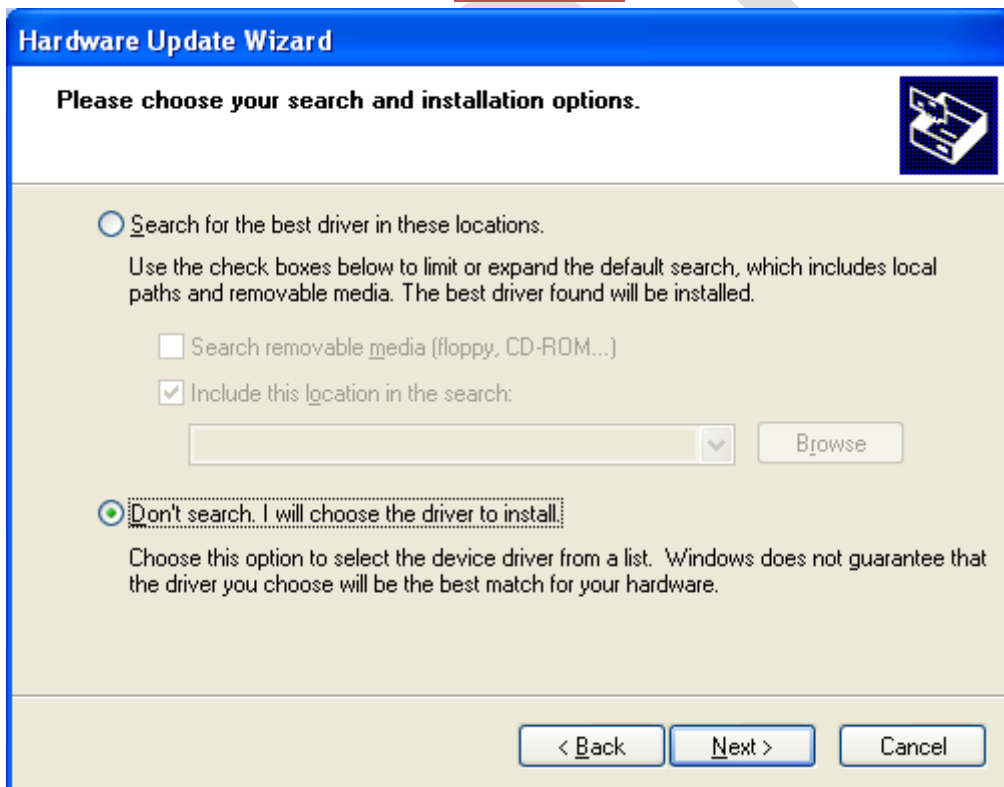 Hardware Update Wizard
Please choose your search and installation options.
Search for the best driver in these locations.
Use the check boxes below to limit or expand the default search, which includes local
paths and removable media. The best driver found will be installed.
Search removable media (floppy, CD-ROM...)
Include this location in the search:
Browse
Don't search. I will choose the driver to install.
Choose this option to select the device driver from a list. Windows does not guarantee that
the driver you choose will be the best match for your hardware.
< Back
Next >
Cancel